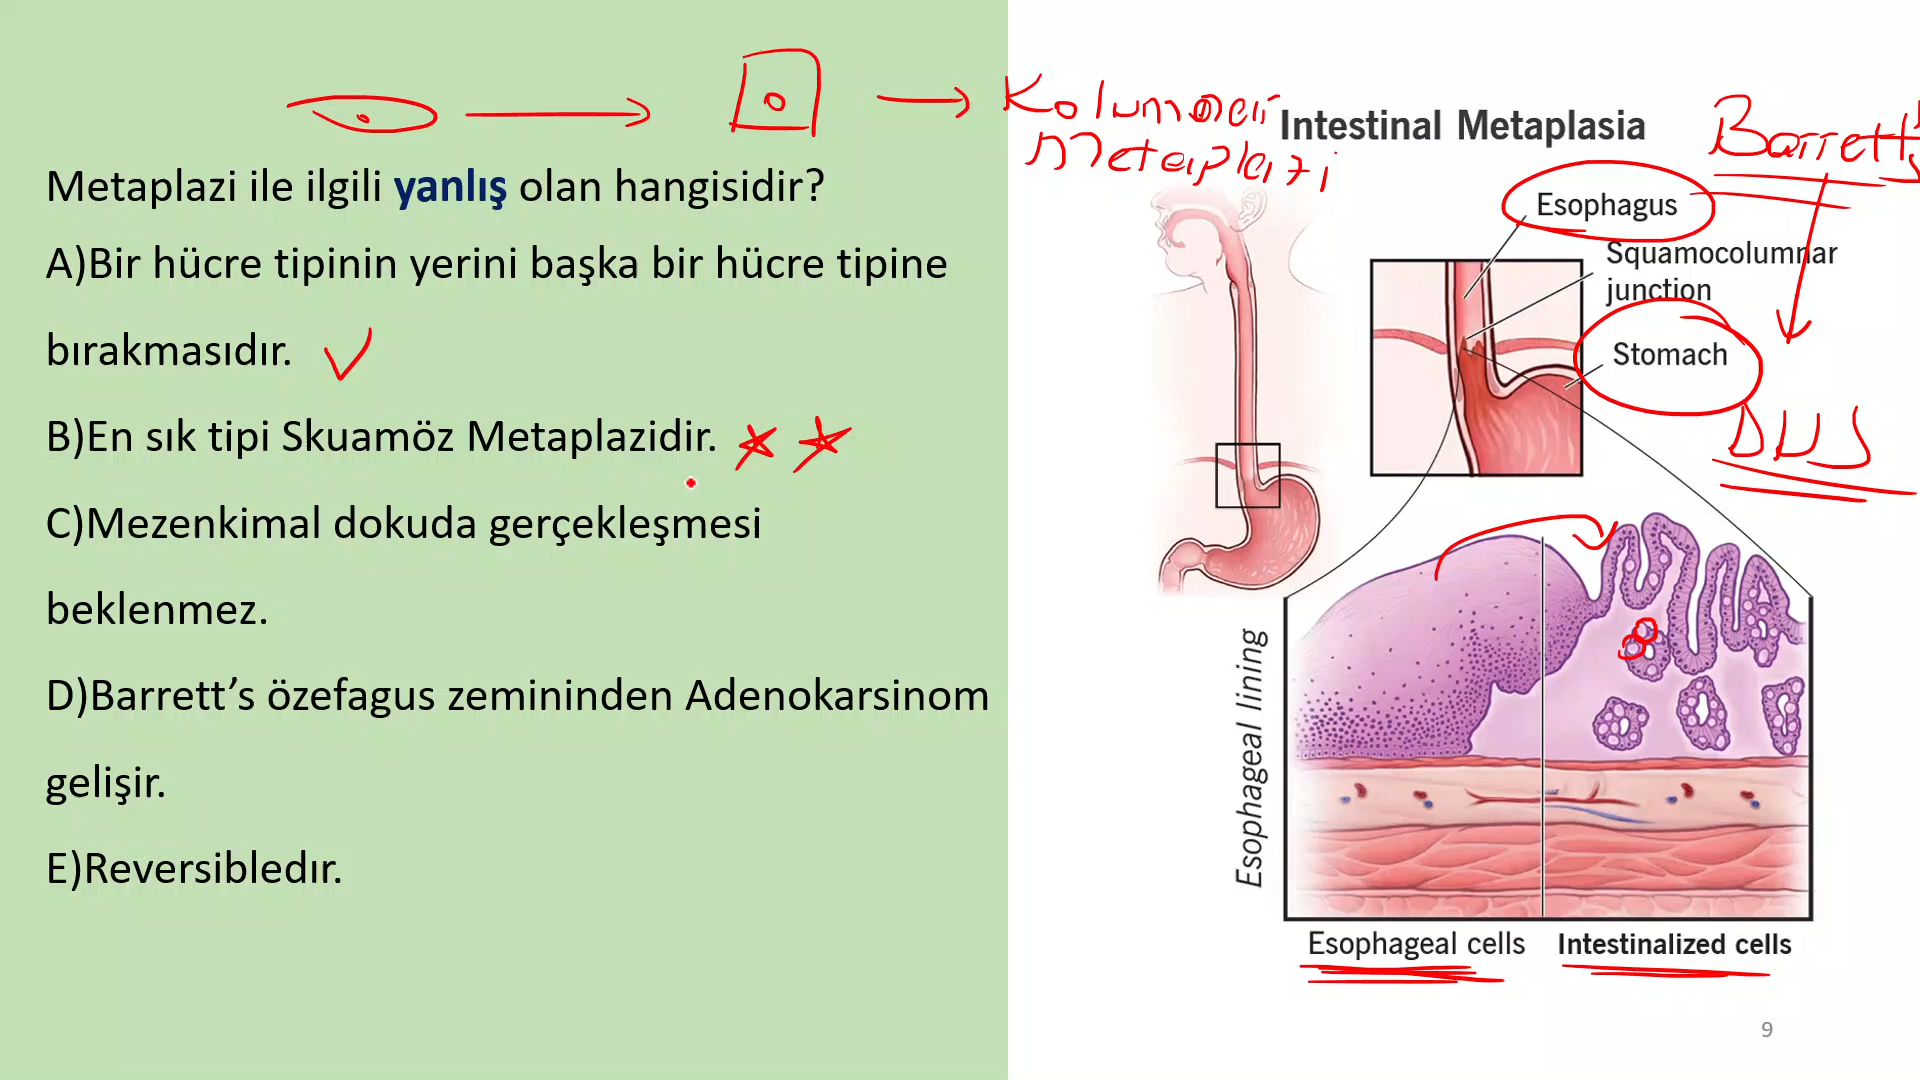 Metaplazi ile ilgili yanlış olan hangisidir?
A)Bir hücre tipinin yerini başka bir hücre tipine
bırakmasıdır.
B)En sık tipi Skuamöz Metaplazidir.
C)Mezenkimal dokuda gerçekleşmesi
beklenmez.
D)Barrett’s özefagus zemininden Adenokarsinom
gelişir.
E)Reversibledır.
Kolumner
Metaplazi
Intestinal Metaplasia
Barrett's
Esophagus
Squamocolumnar
junction
Stomach
Esophageal lining
Esophageal cells
Intestinalized cells
9